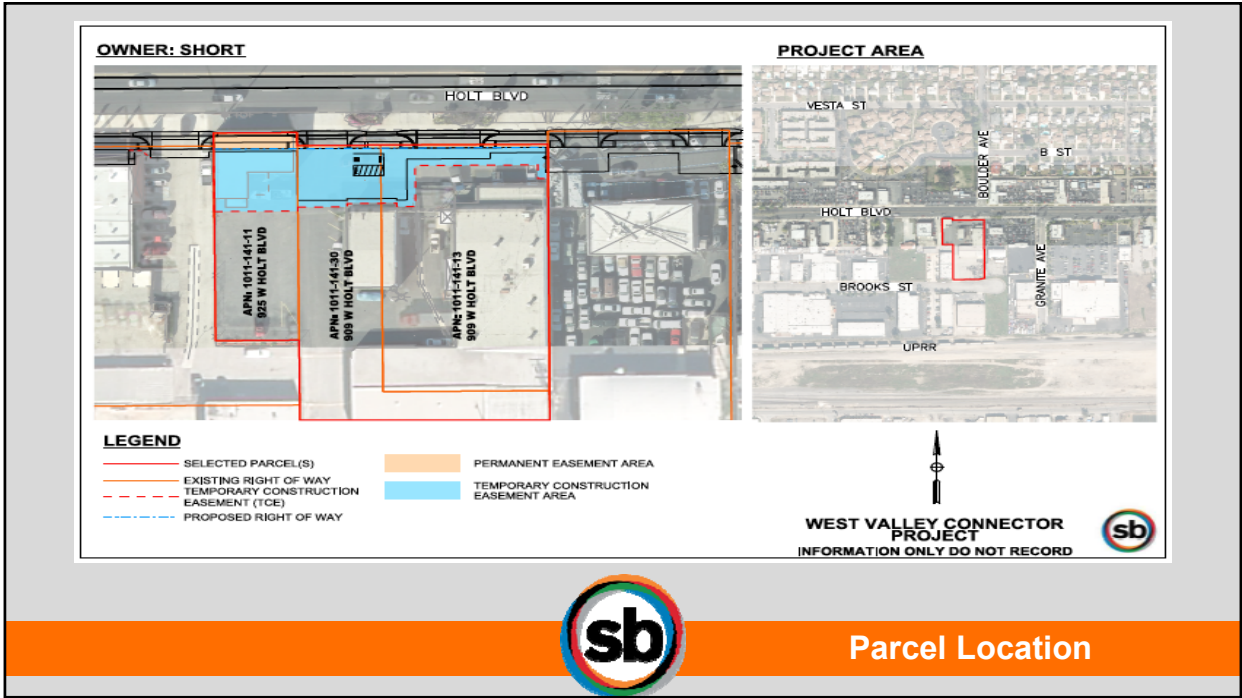 OWNER: SHORT
HOLT BLVD
APN: 1011-141-11
925 W HOLT BLVD
APN: 1011-141-30
909 W HOLT BLVD
APN: 1011-141-13
909 W HOLT BLVD
PROJECT AREA
VESTA ST
BOULDER AVE
B ST
HOLT BLVD
GRANITE AVE
BROOKS ST
UPRR
LEGEND
SELECTED PARCEL(S)
EXISTING RIGHT OF WAY
TEMPORARY CONSTRUCTION
EASEMENT (TCE)
PROPOSED RIGHT OF WAY
PERMANENT EASEMENT AREA
TEMPORARY CONSTRUCTION
EASEMENT AREA
WEST VALLEY CONNECTOR
PROJECT
INFORMATION ONLY DO NOT RECORD
sb
sb
Parcel Location